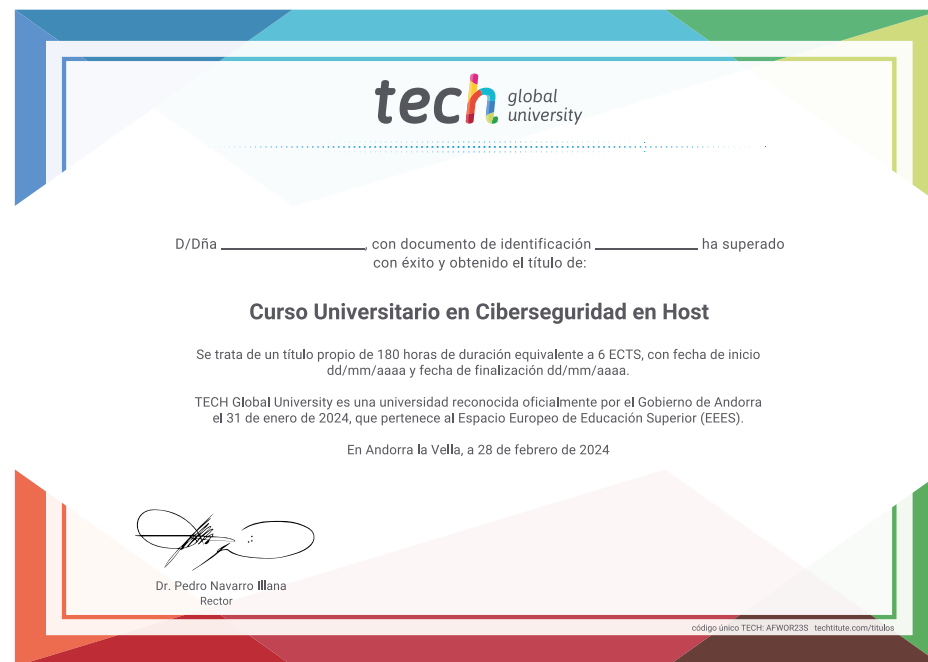 tech global
university
D/Dña ____________________, con documento de identificación ______________ ha superado
con éxito y obtenido el título de:
Curso Universitario en Ciberseguridad en Host
Se trata de un título propio de 180 horas de duración equivalente a 6 ECTS, con fecha de inicio
dd/mm/aaaa y fecha de finalización dd/mm/aaaa.
TECH Global University es una universidad reconocida oficialmente por el Gobierno de Andorra
el 31 de enero de 2024, que pertenece al Espacio Europeo de Educación Superior (EEES).
En Andorra la Vella, a 28 de febrero de 2024
Dr. Pedro Navarro Illana
Rector
código único TECH: AFWOR23S techtitute.com/titulos